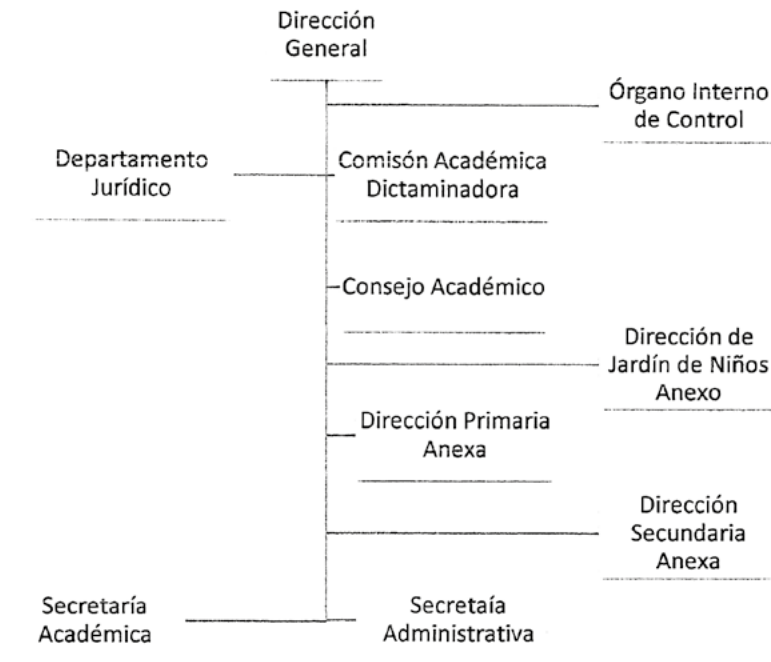 Dirección
General
Órgano Interno
de Control
Departamento
Jurídico
Comisón Académica
Dictaminadora
Consejo Académico
Dirección de
Jardín de Niños
Anexo
Dirección Primaria
Anexa
Dirección
Secundaria
Anexa
Secretaría
Académica
Secretaía
Administrativa